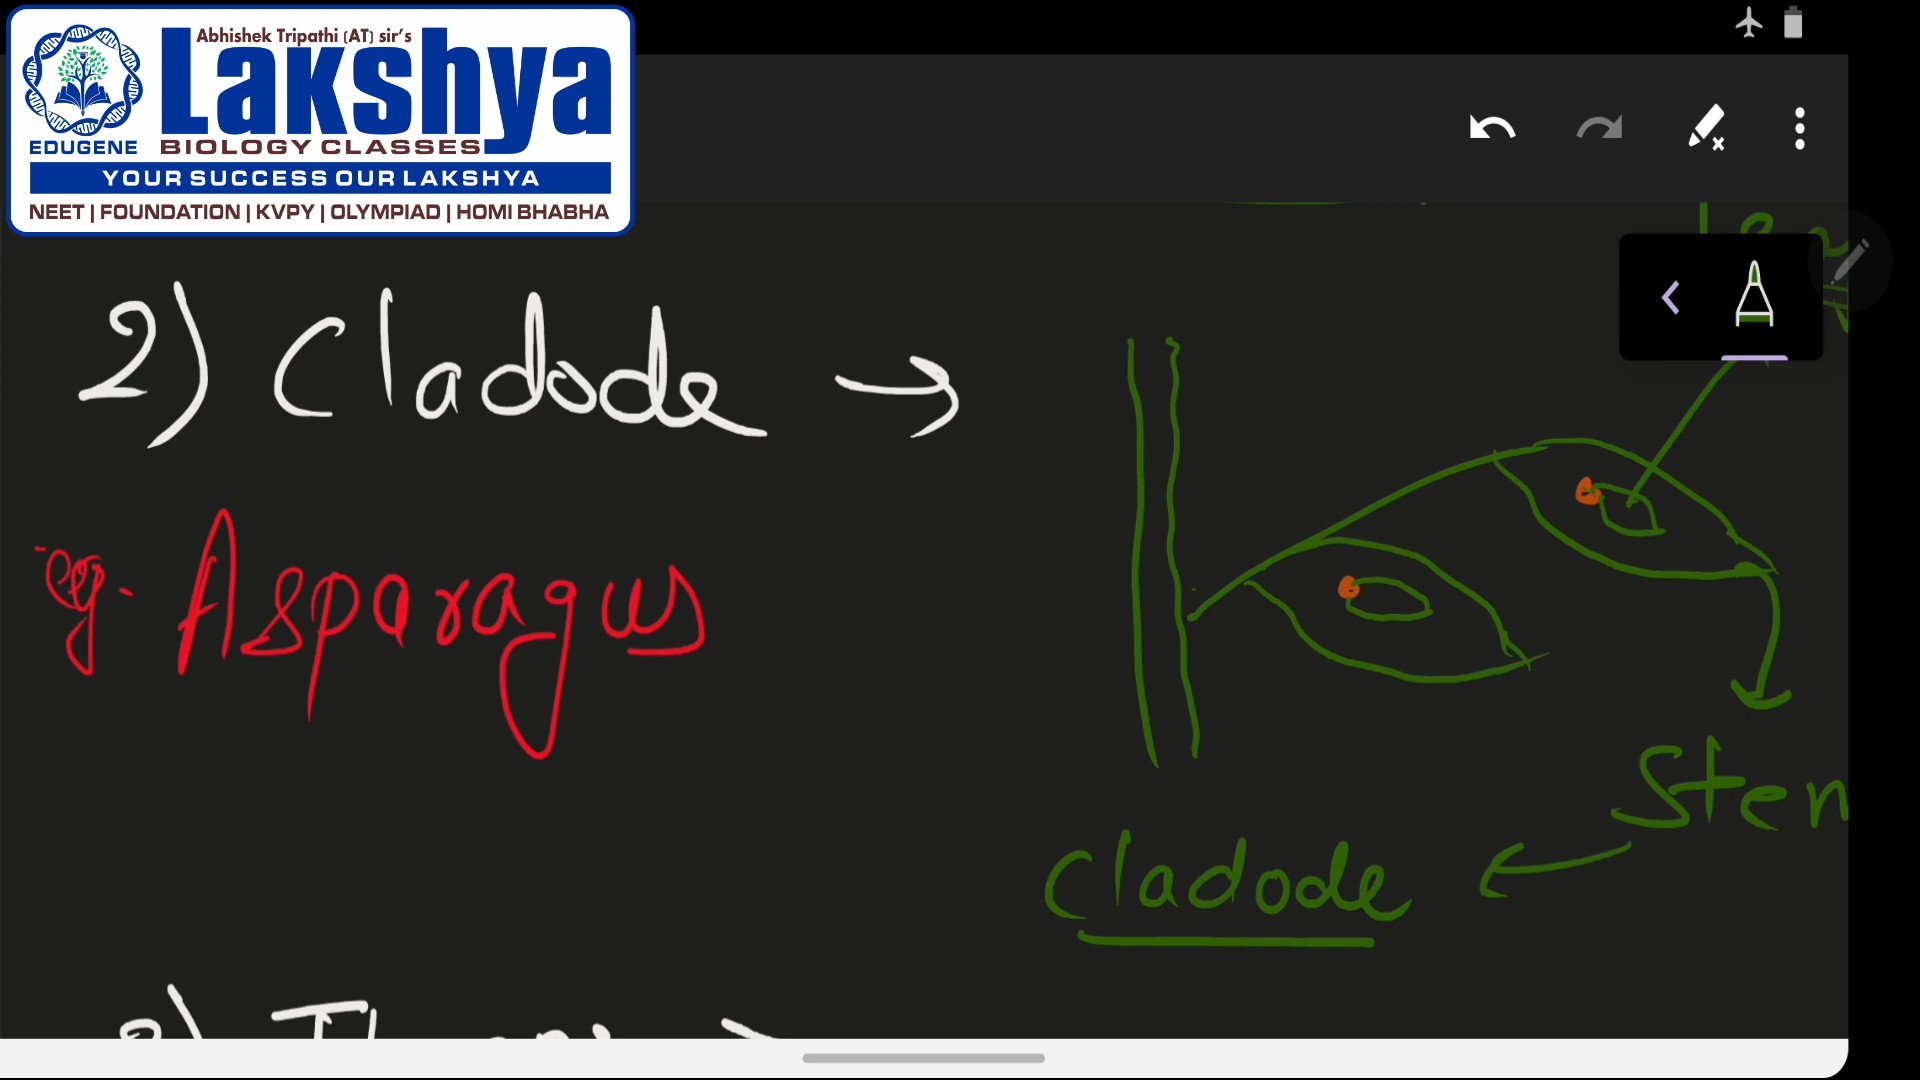 Abhishek Tripathi (AT) sir's
Lakshya
EDUGENE
BIOLOGY CLASSES
YOUR SUCCESS OUR LAKSHYA
NEET | FOUNDATION | KVPY | OLYMPIAD | HOMI BHABHA
2) Cladode →
eg. Asparagus
Cladode